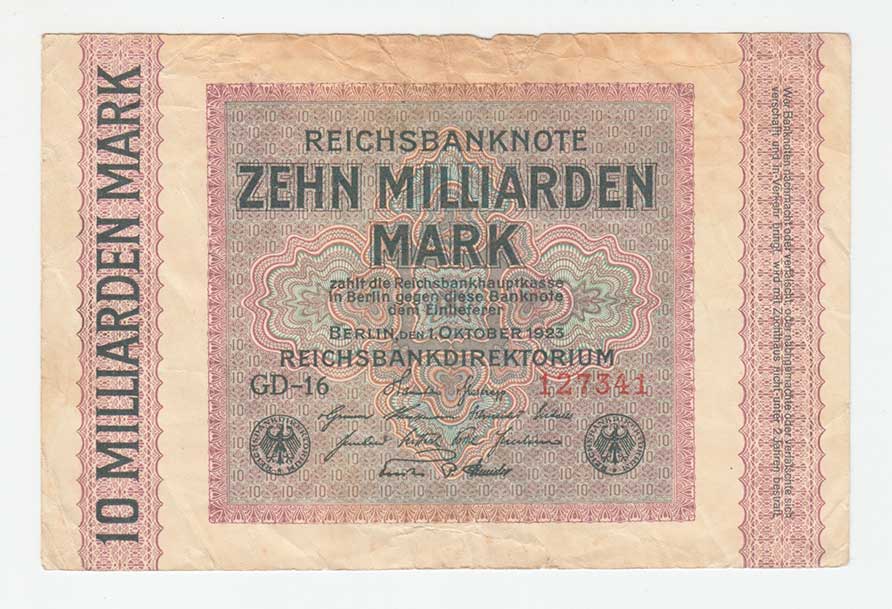 10 MILLIARDEN MARK
REICHSBANKNOTE
ZEHN MILLIARDEN
MARK
zahlt die Reichsbankhauptkasse
in Berlin gegen diese Banknote
dem Einlieferer
BERLIN, DEN 1. OKTOBER 1923
REICHSBANKDIREKTORIUM
GD-16
127341
REICHSBANKDIREKTORIUM
REICHSBANKDIREKTORIUM
Wer Banknoten nachmacht oder verfälscht, oder nachgemachte oder verfälschte sich
verschafft und in Verkehr bringt, wird mit Zuchthaus nicht unter 2 Jahren bestraft.